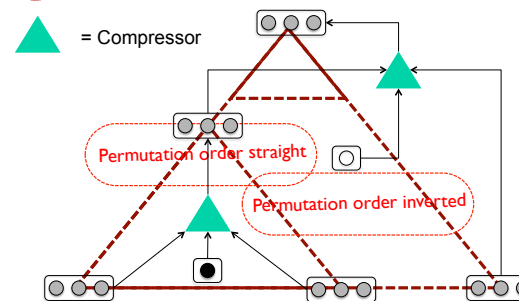 = Compressor
Permutation order straight
Permutation order inverted